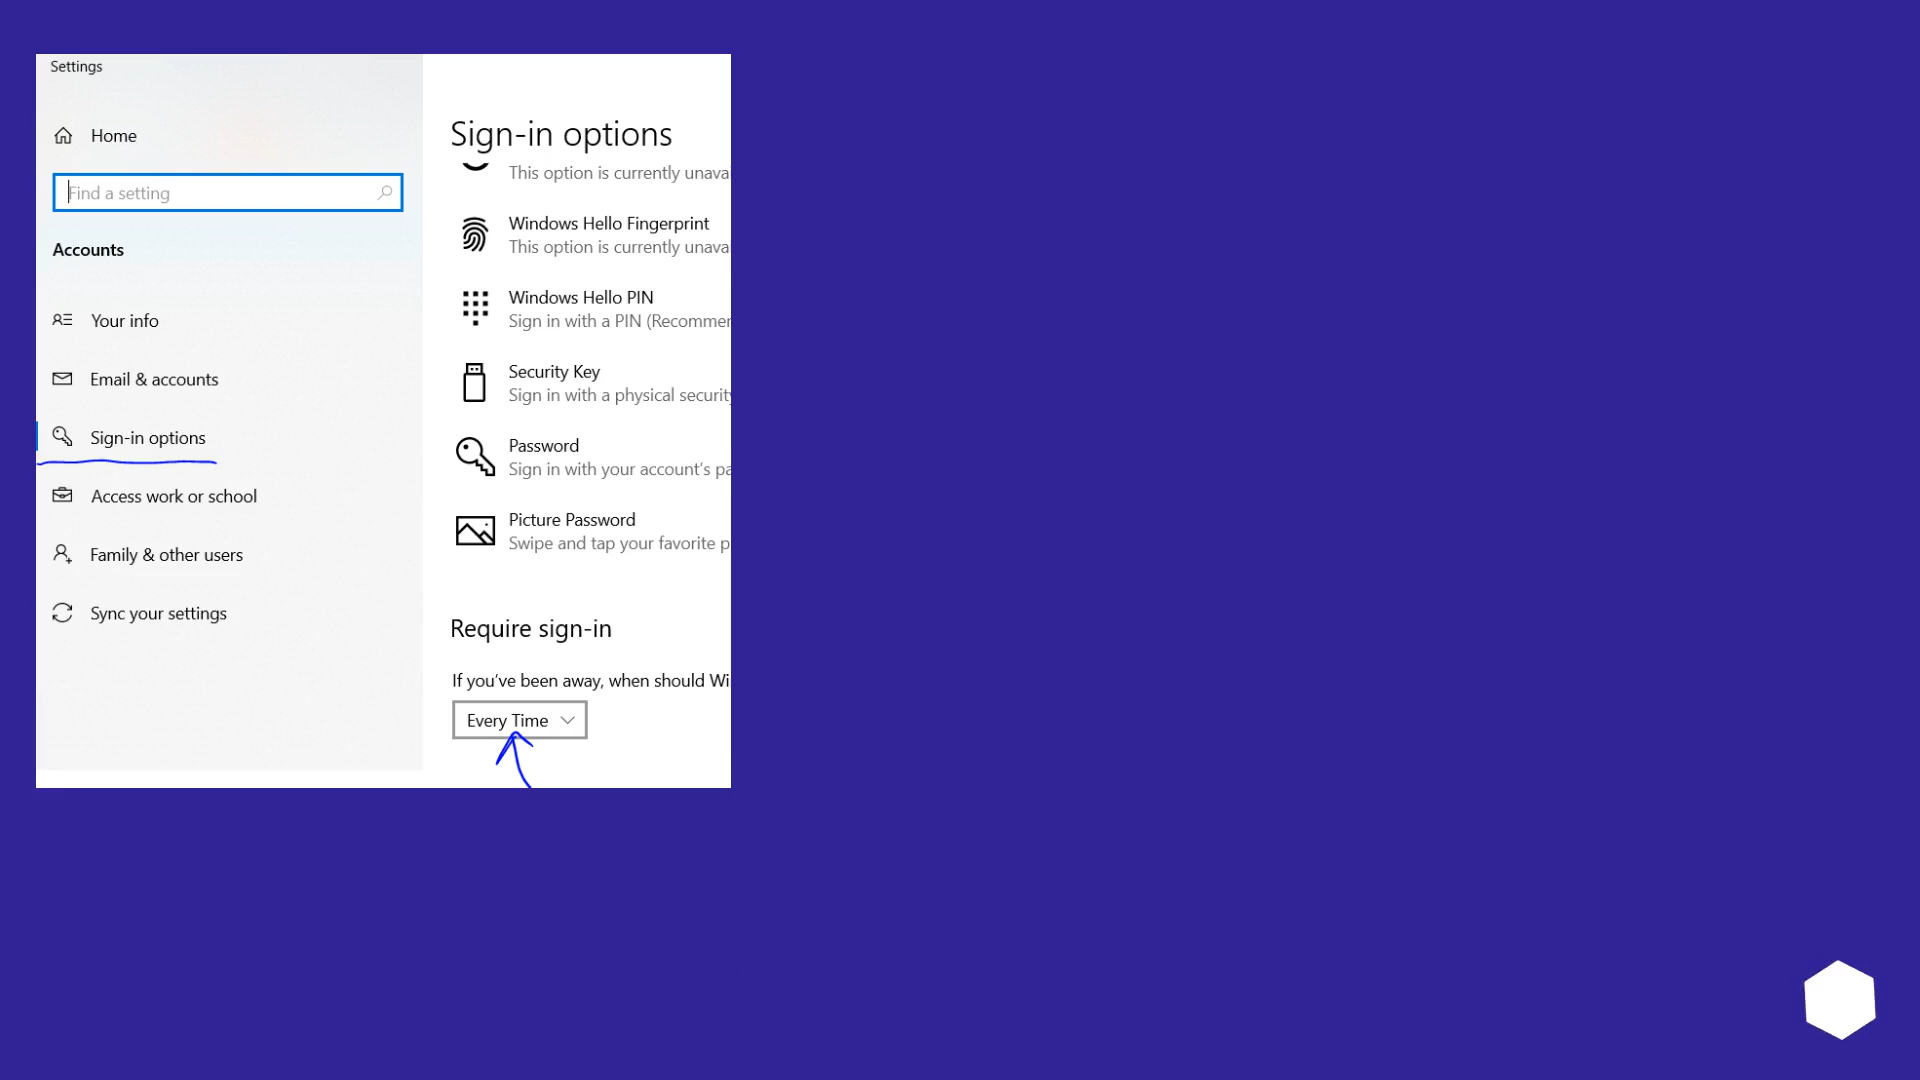 Settings
Home
Find a setting
Accounts
Your info
Email & accounts
Sign-in options
Access work or school
Family & other users
Sync your settings
Sign-in options
This option is currently unava
Windows Hello Fingerprint
This option is currently unava
Windows Hello PIN
Sign in with a PIN (Recommen
Security Key
Sign in with a physical security
Password
Sign in with your account's pa
Picture Password
Swipe and tap your favorite p
Require sign-in
If you've been away, when should Wi
Every Time